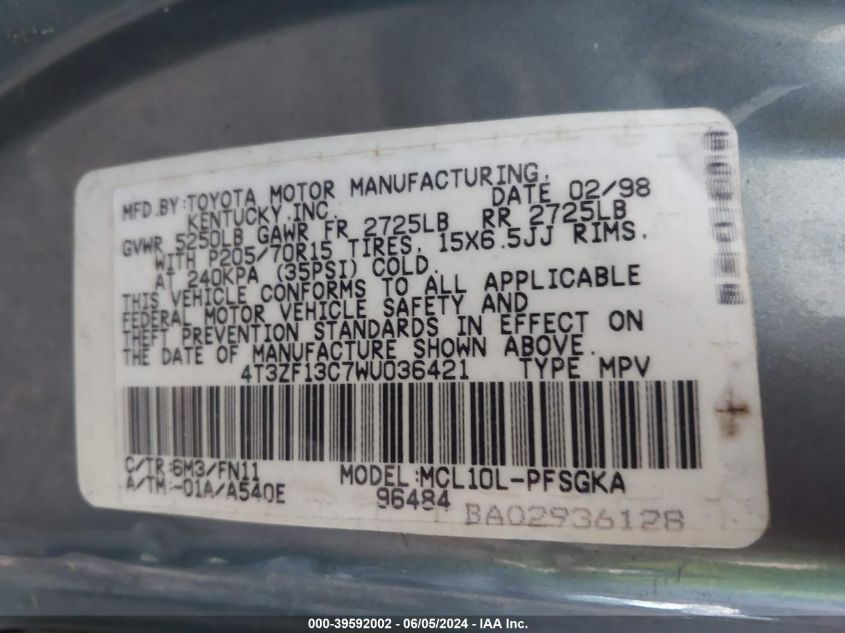 MFD.BY:TOYOTA MOTOR MANUFACTURING,
KENTUCKY,INC. DATE 02/98
GVWR 5250LB GAWR FR 2725LB RR 2725LB
WITH P205/70R15 TIRES, 15X6.5JJ RIMS.
AT 240KPA (35PSI) COLD.
THIS VEHICLE CONFORMS TO ALL APPLICABLE
FEDERAL MOTOR VEHICLE SAFETY AND
THEFT PREVENTION STANDARDS IN EFFECT ON
THE DATE OF MANUFACTURE SHOWN ABOVE.
4T3ZF13C7WU036421 TYPE MPV
C/TR:6M3/FN11 MODEL:MCL10L-PFSGKA
A/TM:-01A/A540E 96484
BA02936128
000-39592002 - 06/05/2024 - IAA Inc.